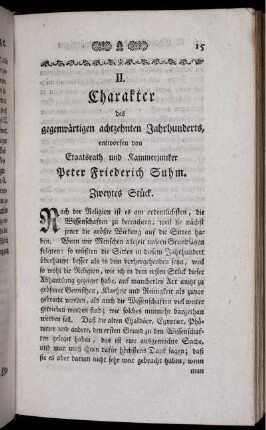 15
II.
Charakter
des
gegenwärtigen achtzehnten Jahrhunderts,
entworfen von
Etaatsrath und Kammerjunker
Peter Friederich Suhm.
Zweytes Stück.
Nach der Religion ist es am ordentlichsten, die
Wissenschaften zu betrachten, weil sie nächst
jener die größte Wirkung auf die Sitten ha-
ben. Wenn wir Menschen allezeit unsern Grundsätzen
folgten; so müßten die Sitten in diesem Jahrhundert
überhaupt besser als in den vorhergehenden seyn, weil
so wohl die Religion, wie ich in dem ersten Stück dieser
Abhandlung gezeiget habe, auf mancherley Art anitzt zu
größerer Gewißheit, Klarheit und Reinigkeit als zuvor
gebracht worden, als auch die Wissenschaften viel weiter
getrieben worden sind; wie solches nunmehr dargethan
werden soll. Daß die alten Chaldäer, Egyptier, Phö-
nicier und andere, den ersten Grund zu den Wissenschaf-
ten geleget haben, das ist eine ausgemachte Sache,
und man muß ihnen dafür höchstens Dank sagen; daß
sie es aber darinn nicht sehr weit gebracht haben, wenn
man